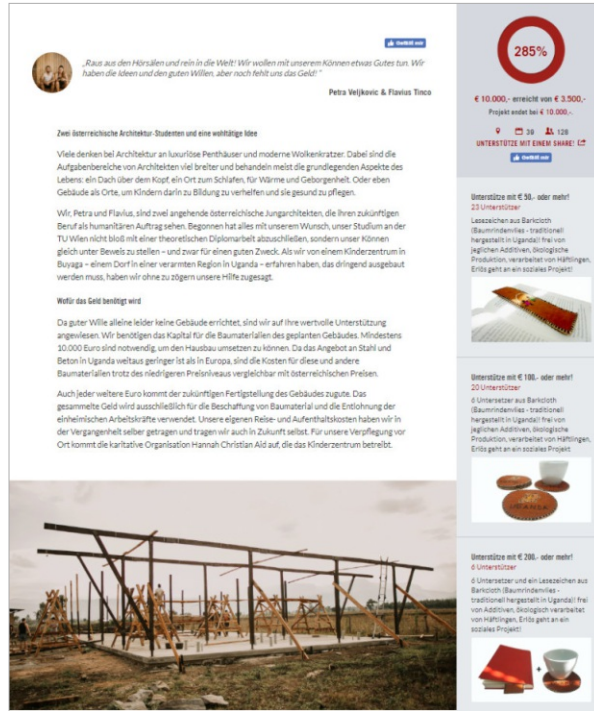 Gefällt mir
„Raus aus den Hörsälen und rein in die Welt! Wir wollen mit unserem Können etwas Gutes tun. Wir
haben die Ideen und den guten Willen, aber noch fehlt uns das Geld! “
Petra Veljkovic & Flavius Tinco
Zwei österreichische Architektur-Studenten und eine wohltätige Idee
Viele denken bei Architektur an luxuriöse Penthäuser und moderne Wolkenkratzer. Dabei sind die
Aufgabenbereiche von Architekten viel breiter und behandeln meist die grundlegenden Aspekte des
Lebens: ein Dach über dem Kopf, ein Ort zum Schlafen, für Wärme und Geborgenheit. Oder eben
Gebäude als Orte, um Kindern darin zu Bildung zu verhelfen und sie gesund zu pflegen.
Wir, Petra und Flavius, sind zwei angehende österreichische Jungarchitekten, die ihren zukünftigen
Beruf als humanitären Auftrag sehen. Begonnen hat alles mit unserem Wunsch, unser Studium an der
TU Wien nicht bloß mit einer theoretischen Diplomarbeit abzuschließen, sondern unser Können
gleich unter Beweis zu stellen – und zwar für einen guten Zweck. Als wir von einem Kinderzentrum in
Buyaga – einem Dorf in einer verarmten Region in Uganda – erfahren haben, das dringend ausgebaut
werden muss, haben wir ohne zu zögern unsere Hilfe zugesagt.
Wofür das Geld benötigt wird
Da guter Wille alleine leider keine Gebäude errichtet, sind wir auf Ihre wertvolle Unterstützung
angewiesen. Wir benötigen das Kapital für die Baumaterialien des geplanten Gebäudes. Mindestens
10.000 Euro sind notwendig, um den Hausbau umsetzen zu können. Da das Angebot an Stahl und
Beton in Uganda weitaus geringer ist als in Europa, sind die Kosten für diese und andere
Baumaterialien trotz des niedrigeren Preisniveaus vergleichbar mit österreichischen Preisen.
Auch jeder weitere Euro kommt der zukünftigen Fertigstellung des Gebäudes zugute. Das
gesammelte Geld wird ausschließlich für die Beschaffung von Baumaterial und die Entlohnung der
einheimischen Arbeitskräfte verwendet. Unsere eigenen Reise- und Aufenthaltskosten haben wir in
der Vergangenheit selber getragen und tragen wir auch in Zukunft selbst. Für unsere Verpflegung vor
Ort kommt die karitative Organisation Hannah Christian Aid auf, die das Kinderzentrum betreibt.
285%
€ 10.000,- erreicht von € 3.500,-
Projekt endet bei € 10.000,-.
30 120
UNTERSTÜTZE MIT EINEM SHARE!
Gefällt mir
Unterstütze mit € 50,- oder mehr!
23 Unterstützer
Lesezeichen aus Barkcloth
(Baumrindenvlies - traditionell
hergestellt in Uganda)! frei von
jeglichen Additiven, ökologische
Produktion, verarbeitet von Häftlingen,
Erlös geht an ein soziales Projekt!
Unterstütze mit € 100,- oder mehr!
20 Unterstützer
6 Untersetzer aus Barkcloth
(Baumrindenvlies - traditionell
hergestellt in Uganda)! frei von
jeglichen Additiven, ökologische
Produktion, verarbeitet von Häftlingen,
Erlös geht an ein soziales Projekt
Unterstütze mit € 200,- oder mehr!
6 Unterstützer
6 Untersetzer und ein Lesezeichen aus
Barkcloth (Baumrindenvlies -
traditionell hergestellt in Uganda)! frei
von Additiven, ökologisch verarbeitet
von Häftlingen, Erlös geht an ein
soziales Projekt!
+